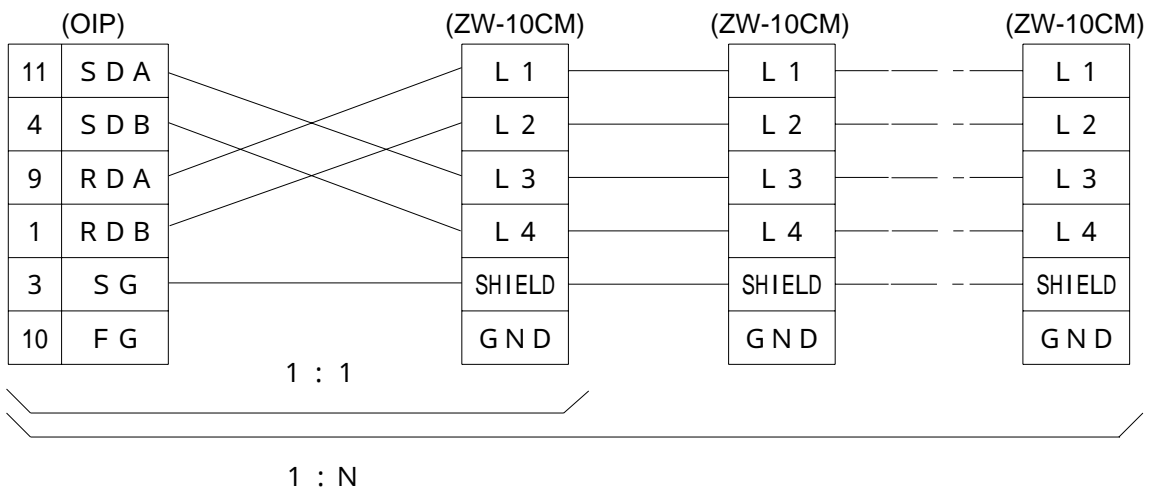 (OIP) (ZW-10CM) (ZW-10CM) (ZW-10CM)
11 SDA L1 L1 L1
4 SDB L2 L2 L2
9 RDA L3 L3 L3
1 RDB L4 L4 L4
3 SG SHIELD SHIELD SHIELD
10 FG GND GND GND
1 : 1
1 : N